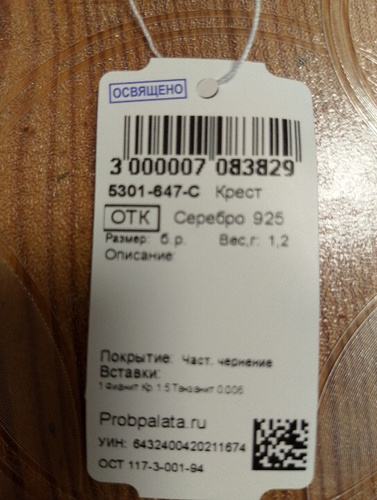 ОСВЯЩЕНО
3 000007 083829
5301-647-С Крест
ОТК Серебро 925
Размер: б.р. Вес,г: 1,2
Описание:
Покрытие: Част. чернение
Вставки:
1 Фианит Кр. 1.5 Танзанит 0.006
Probpalata.ru
УИН: 6432400420211674
ОСТ 117-3-001-94